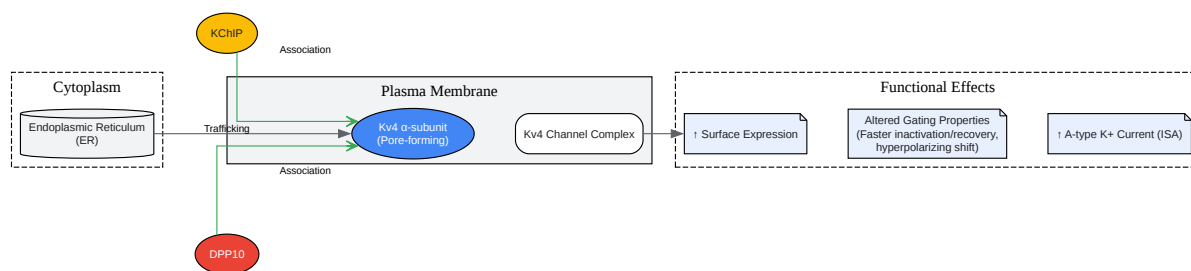 KChIP
Association
Cytoplasm
Plasma Membrane
Functional Effects
Endoplasmic Reticulum
(ER)
Trafficking
Kv4 α-subunit
(Pore-forming)
Kv4 Channel Complex
↑ Surface Expression
Altered Gating Properties
(Faster inactivation/recovery,
hyperpolarizing shift)
↑ A-type K+ Current (ISA)
Association
DPP10